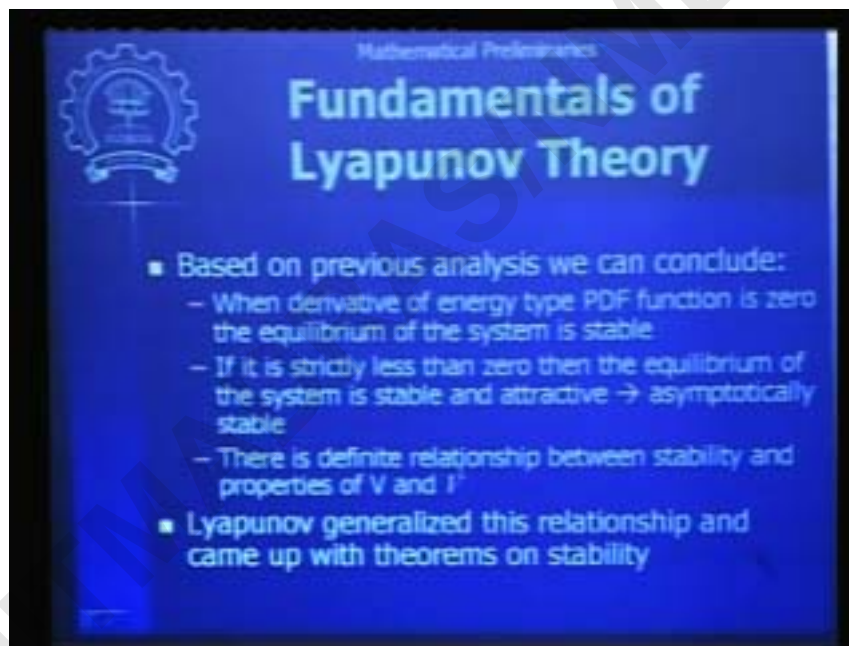 Mathematical Preliminaries
Fundamentals of
Lyapunov Theory
▪ Based on previous analysis we can conclude:
– When derivative of energy type PDF function is zero
the equilibrium of the system is stable
– If it is strictly less than zero then the equilibrium of
the system is stable and attractive → asymptotically
stable
– There is definite relationship between stability and
properties of V and
▪ Lyapunov generalized this relationship and
came up with theorems on stability